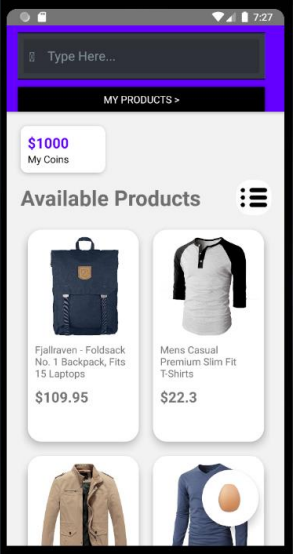 7:27
Type Here...
MY PRODUCTS >
$1000
My Coins
Available Products
Fjallraven - Foldsack
No. 1 Backpack, Fits
15 Laptops
$109.95
Mens Casual
Premium Slim Fit
T-Shirts
$22.3